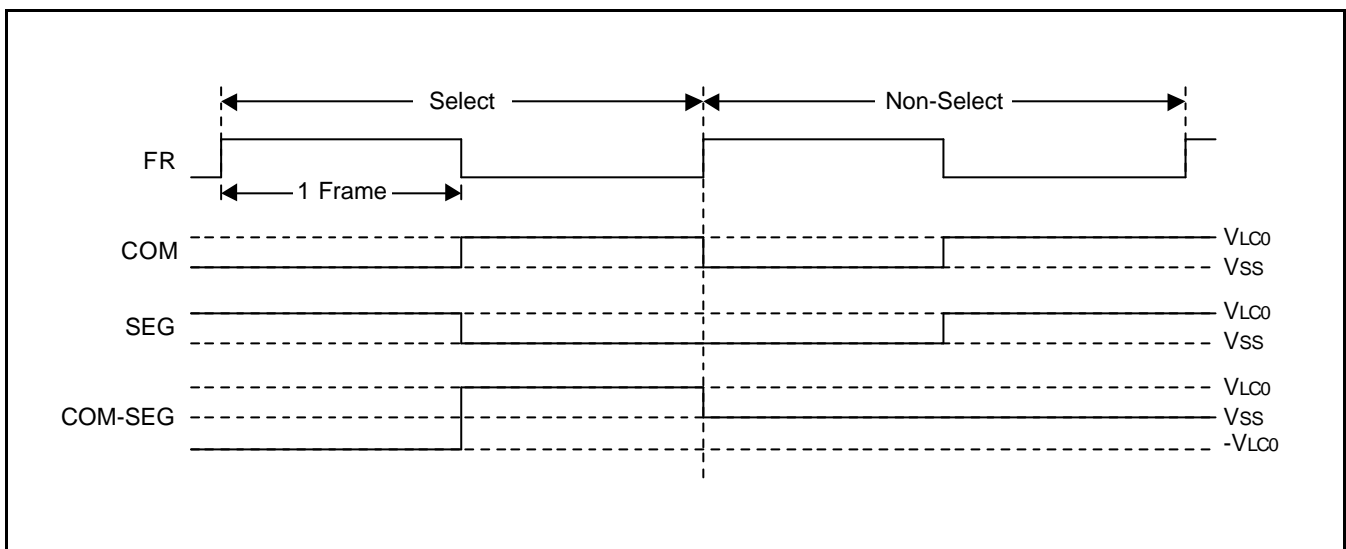 Select
Non-Select
FR
1 Frame
COM
VLC0
VSS
SEG
VLC0
VSS
COM-SEG
VLC0
VSS
-VLC0